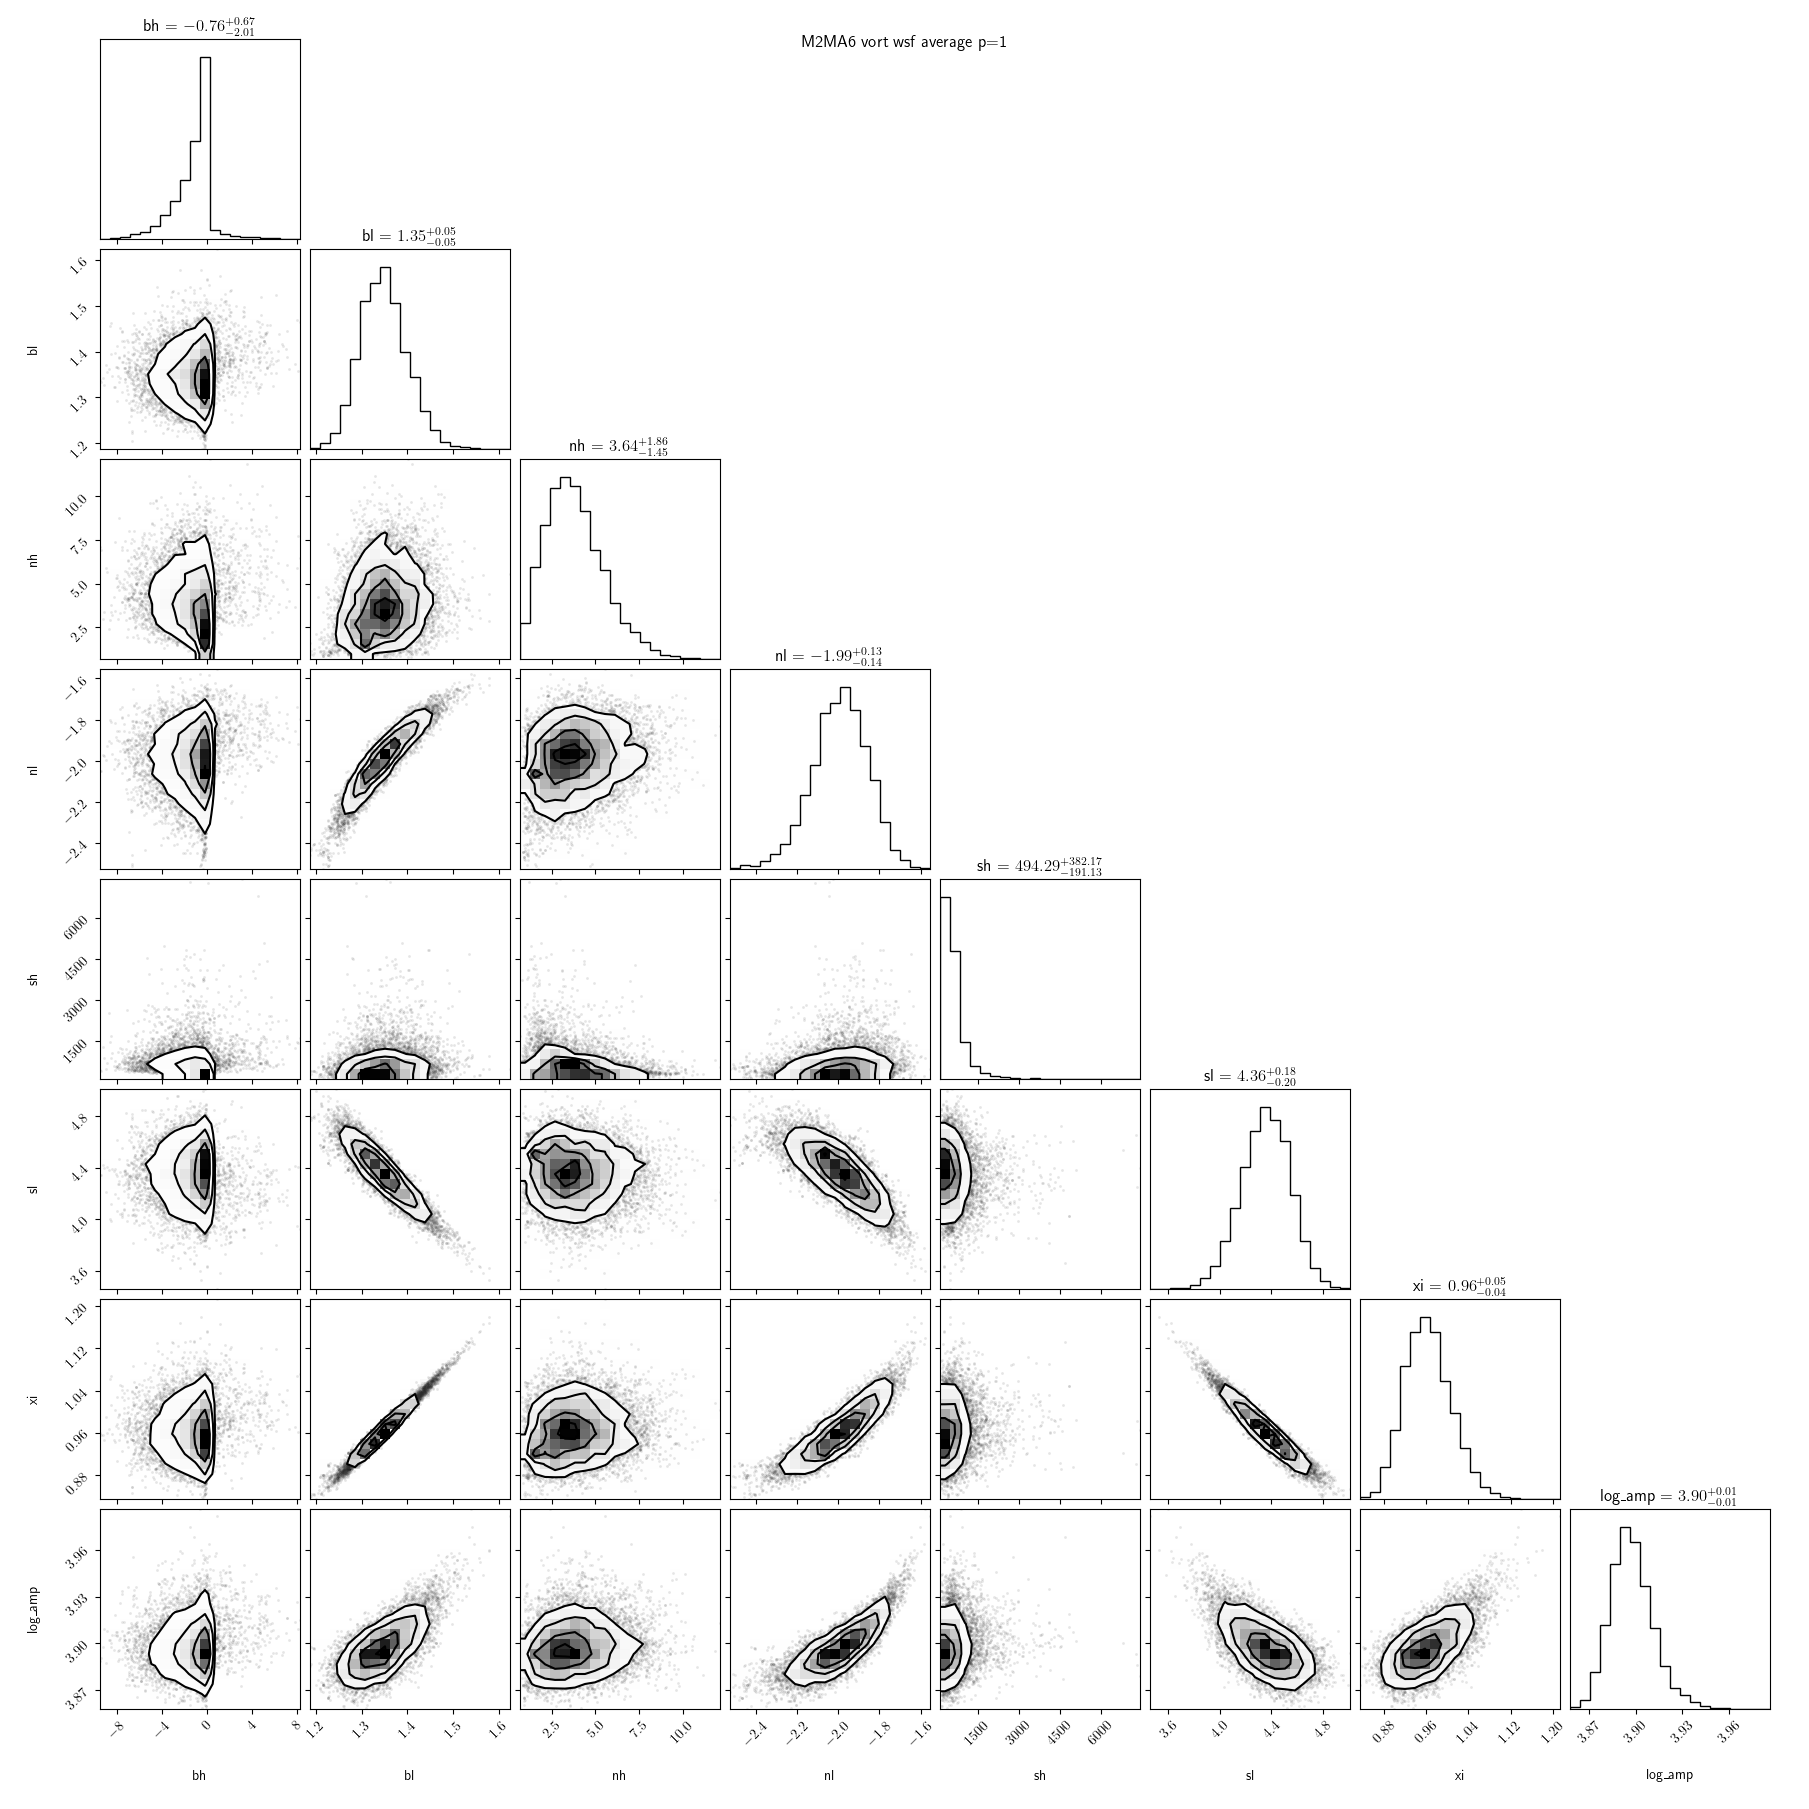 M2MA6 vort wsf average p=1
bh = −0.76 +0.67 −2.01
bl = 1.35 +0.05 −0.05
nh = 3.64 +1.86 −1.45
nl = −1.99 +0.13 −0.14
sh = 494.29 +382.17 −191.13
sl = 4.36 +0.18 −0.20
xi = 0.96 +0.05 −0.04
log_amp = 3.90 +0.01 −0.01
bl
1.6
1.5
1.4
1.3
1.2
nh
10.0
7.5
5.0
2.5
nl
−1.6
−1.8
−2.0
−2.2
−2.4
sh
6000
4500
3000
1500
sl
4.8
4.4
4.0
3.6
xi
1.20
1.12
1.04
0.96
0.88
log_amp
3.96
3.93
3.90
3.87
−8 −4 0 4 8
1.2 1.3 1.4 1.5 1.6
2.5 5.0 7.5 10.0
−2.4 −2.2 −2.0 −1.8 −1.6
1500 3000 4500 6000
3.6 4.0 4.4 4.8
0.88 0.96 1.04 1.12 1.20
3.87 3.90 3.93 3.96
bh bl nh nl sh sl xi log_amp